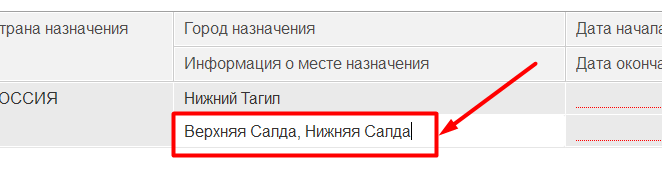 трана назначения Город назначения Дата начала
Информация о месте назначения Дата оконча
ОССИЯ Нижний Тагил
Верхняя Салда, Нижняя Салда